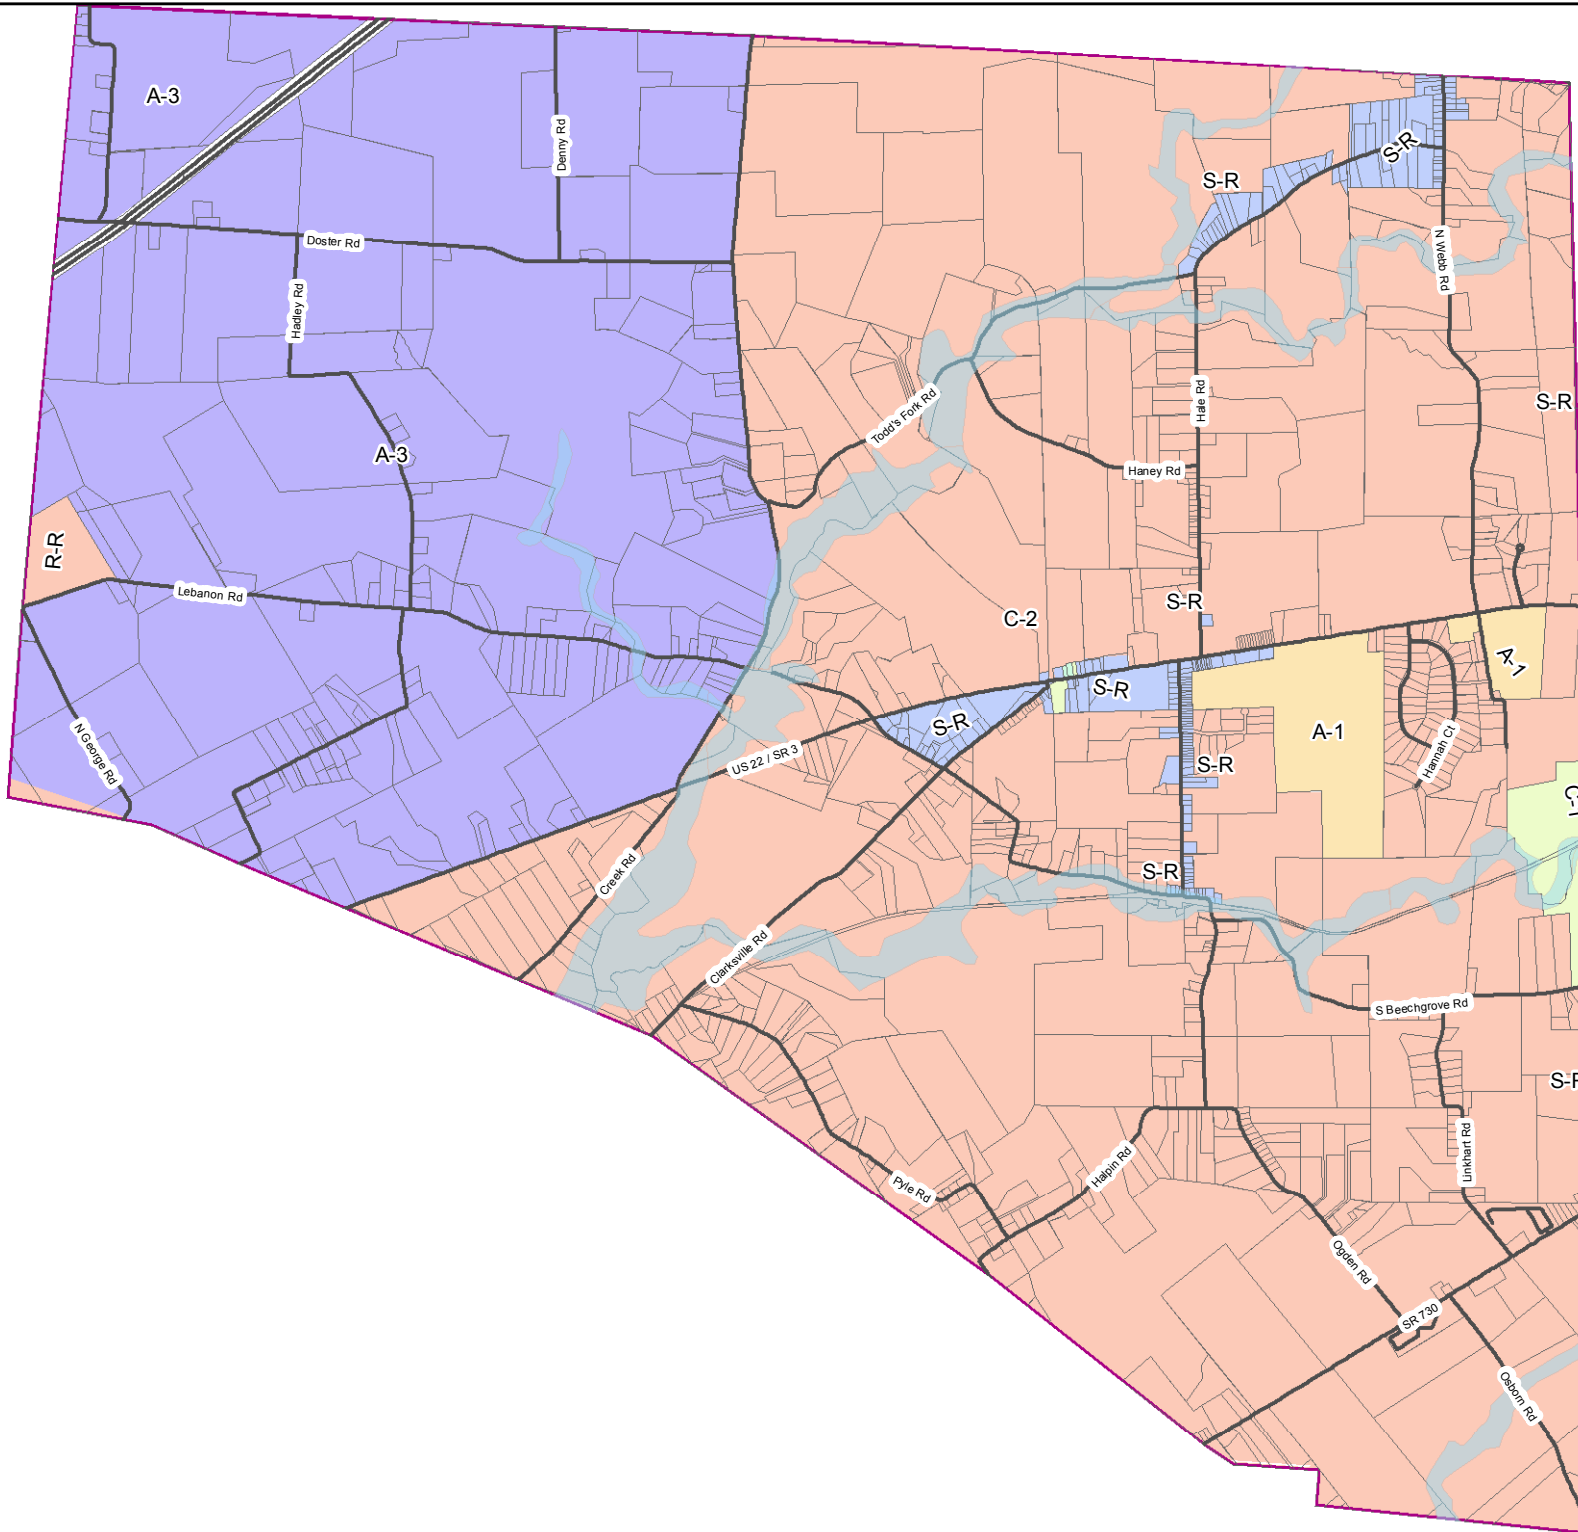 A-3
Denny Rd
S-R
S-R
Doster Rd
N Webb Rd
Hadley Rd
Todd's Fork Rd
Hale Rd
S-R
A-3
Haney Rd
R-R
Lebanon Rd
S-R
C-2
A-1
S-R
S-R
N George Rd
US 22 / SR 3
S-R
A-1
Hannah Ct
Creek Rd
S-R
Clarksville Rd
S Beechgrove Rd
Linkhart Rd
Halpin Rd
Pyle Rd
Ogden Rd
SR 730
Osborn Rd